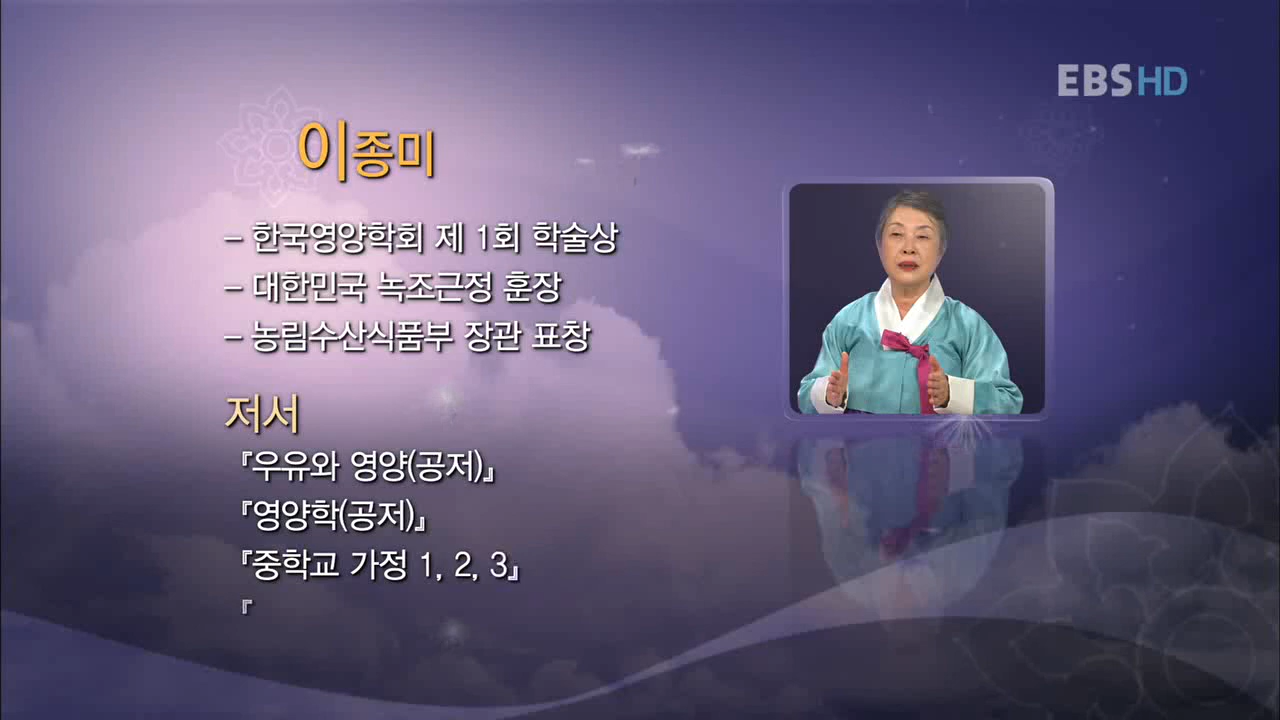 EBS HD
이종미
- 한국영양학회 제 1회 학술상
- 대한민국 녹조근정 훈장
- 농림수산식품부 장관 표창
저서
『우유와 영양(공저)』
『영양학(공저)』
『중학교 가정 1, 2, 3』
『